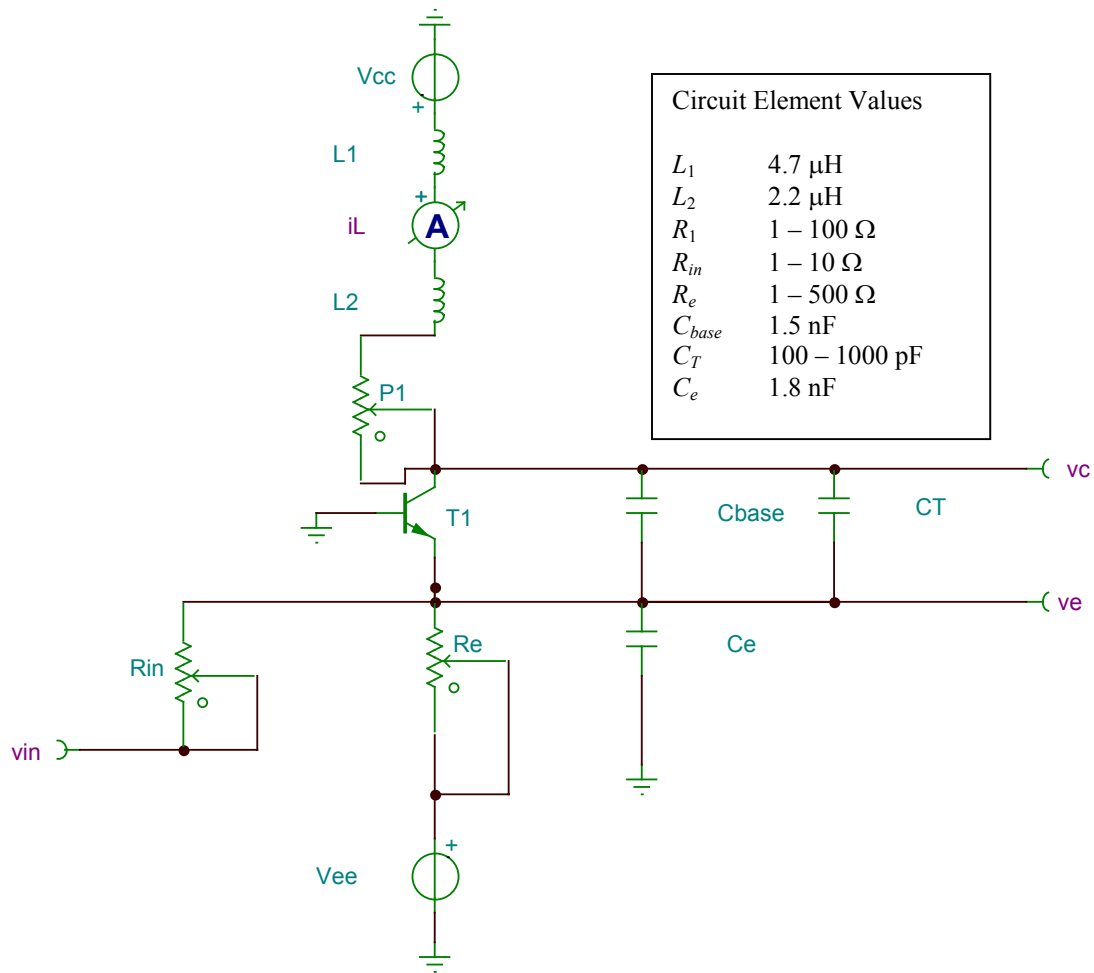 Vcc
+
L1
+
iL
A
L2
P1
T1
Cbase
CT
vc
ve
Rin
Re
Ce
vin
+
Vee
Circuit Element Values
L1 4.7 μH
L2 2.2 μH
R1 1 – 100 Ω
Rin 1 – 10 Ω
Re 1 – 500 Ω
Cbase 1.5 nF
CT 100 – 1000 pF
Ce 1.8 nF